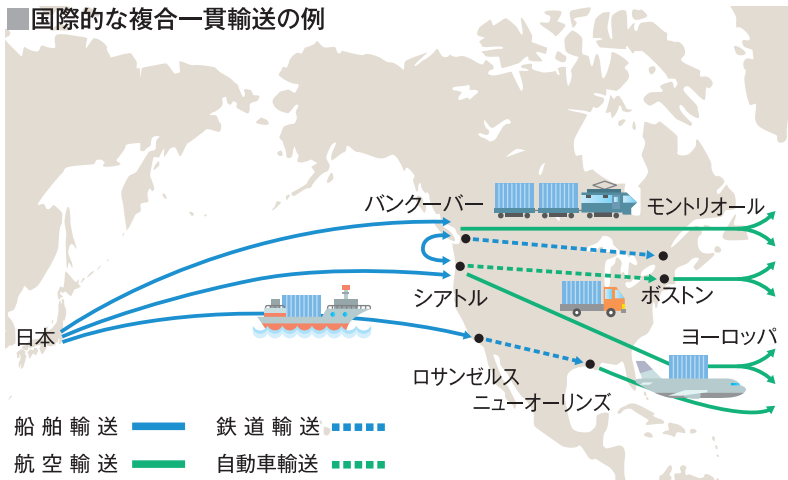 国際的な複合一貫輸送の例
バンクーバー
モントリオール
シアトル
ボストン
日本
ヨーロッパ
ロサンゼルス
ニューオーリンズ
船舶輸送
鉄道輸送
航空輸送
自動車輸送